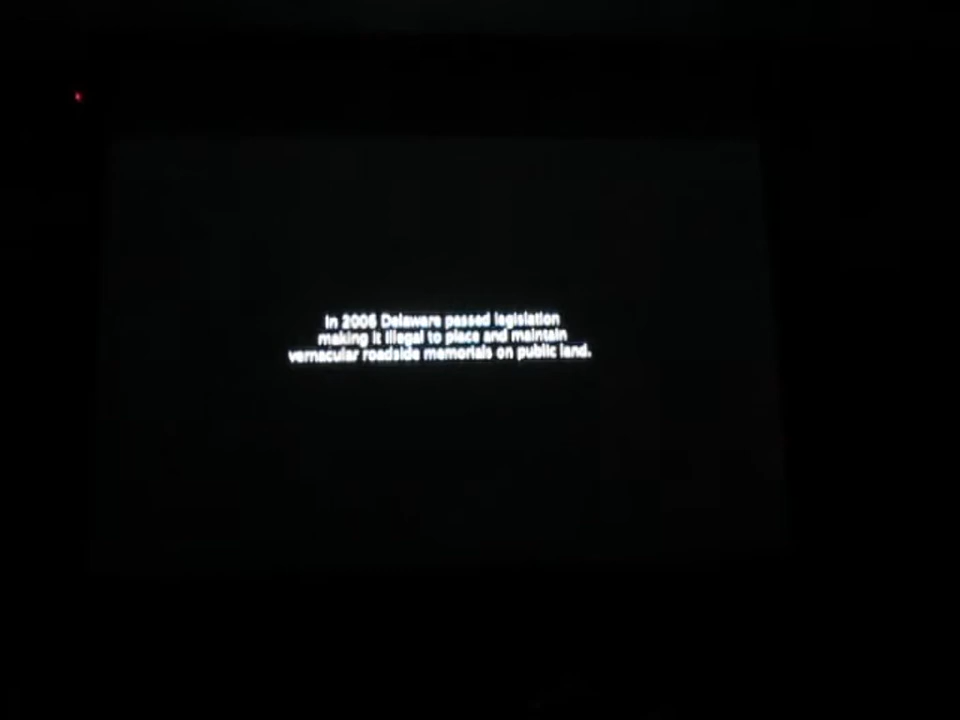 In 2006 Delaware passed legislation
making it illegal to place and maintain
vernacular roadside memorials on public land.